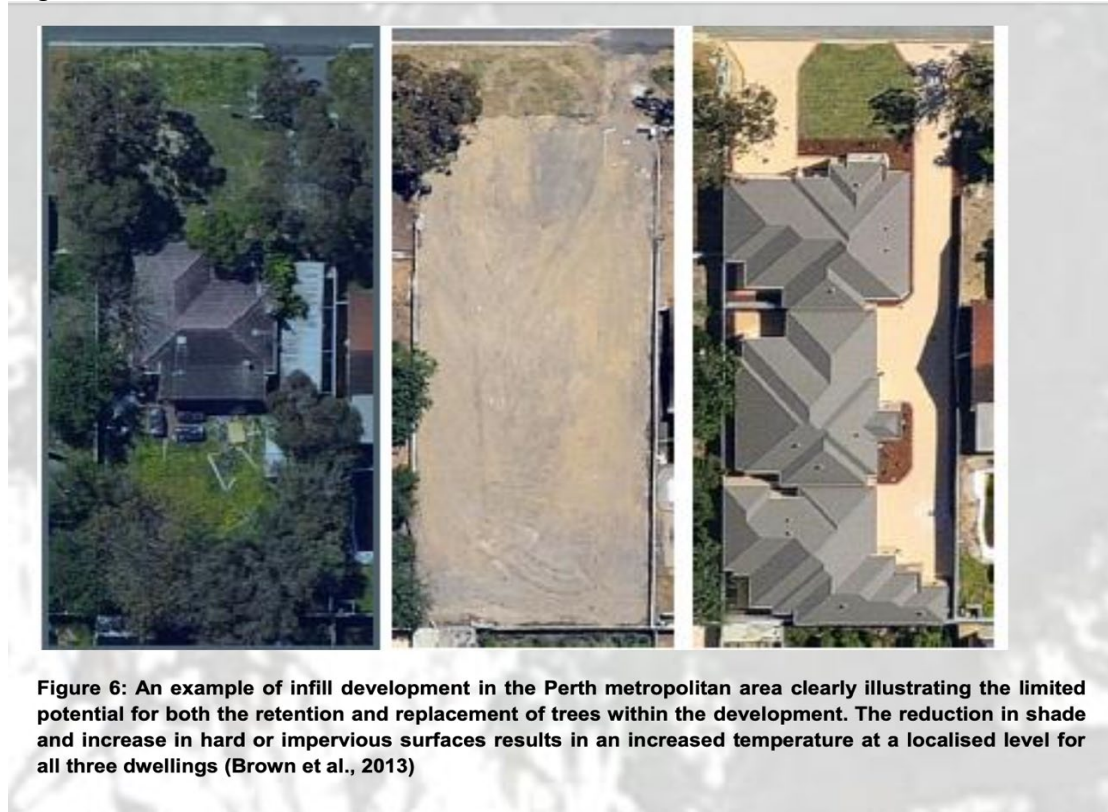 Figure 6: An example of infill development in the Perth metropolitan area clearly illustrating the limited
potential for both the retention and replacement of trees within the development. The reduction in shade
and increase in hard or impervious surfaces results in an increased temperature at a localised level for
all three dwellings (Brown et al., 2013)